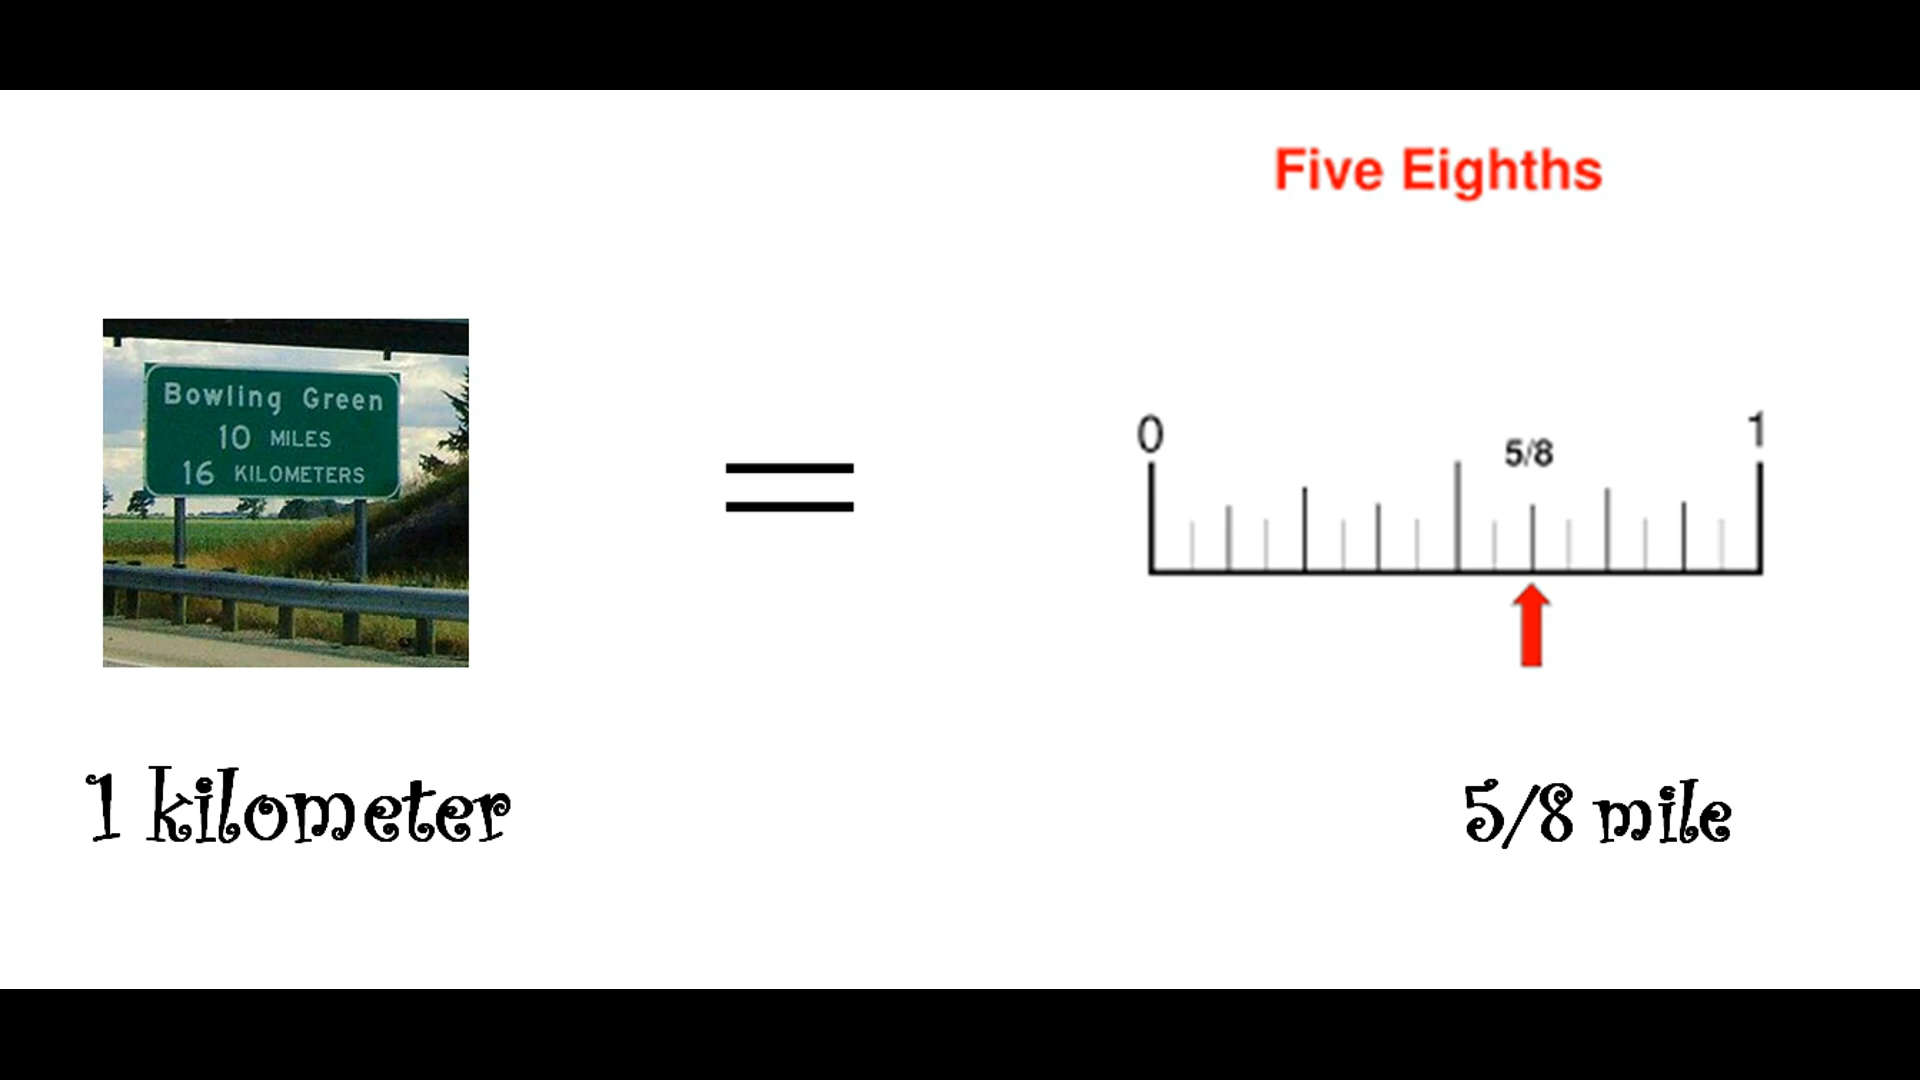 Five Eighths
Bowling Green
10 MILES
16 KILOMETERS
=
0 5/8 1
1 kilometer
5/8 mile